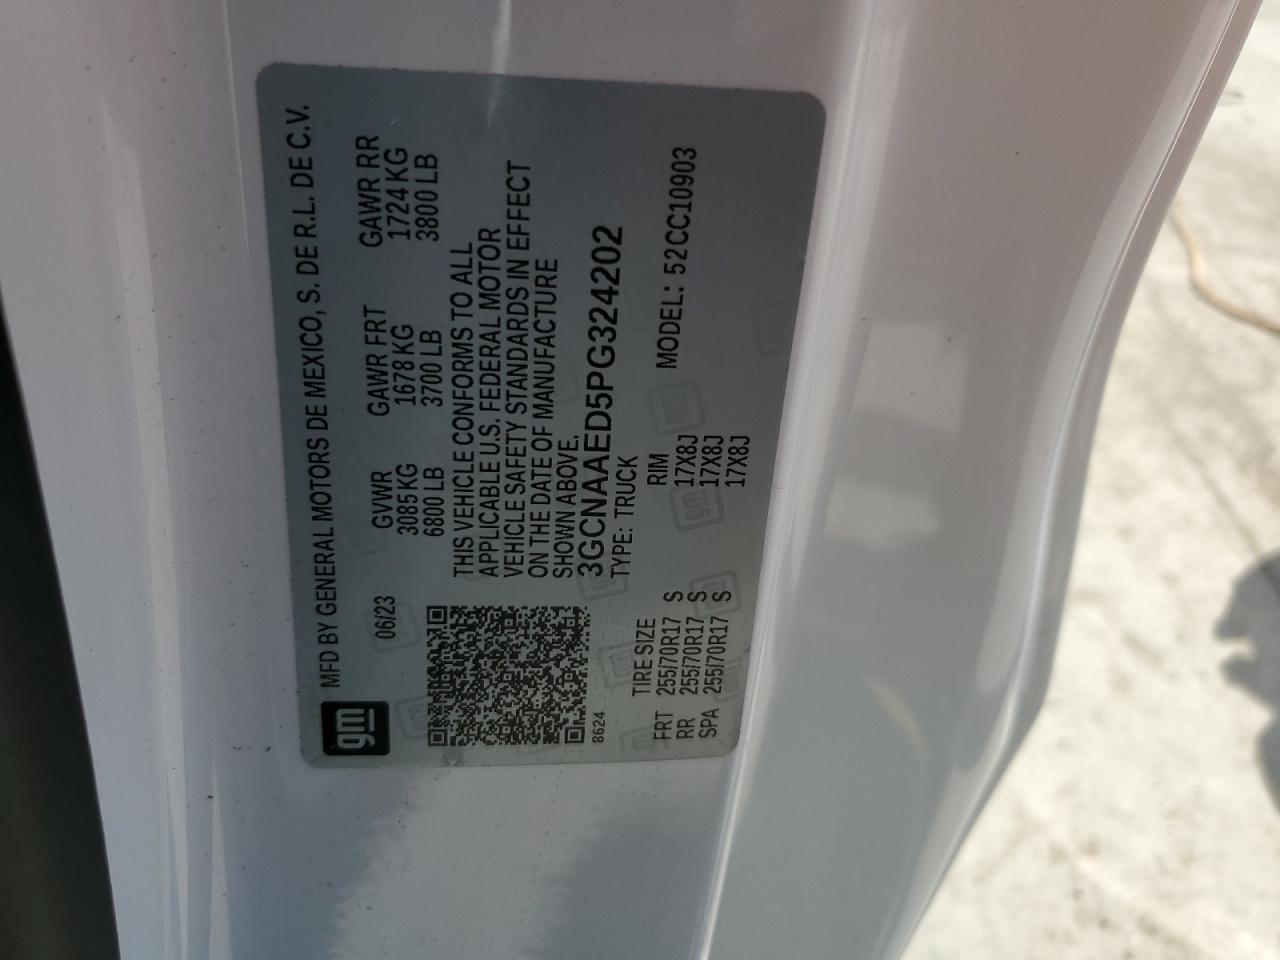 gm MFD BY GENERAL MOTORS DE MEXICO, S. DE R.L. DE C.V.
06/23 GVWR GAWR FRT GAWR RR
3085 KG 1678 KG 1724 KG
6800 LB 3700 LB 3800 LB
THIS VEHICLE CONFORMS TO ALL
APPLICABLE U.S. FEDERAL MOTOR
VEHICLE SAFETY STANDARDS IN EFFECT
ON THE DATE OF MANUFACTURE
SHOWN ABOVE.
3GCNAAED5PG324202
8624 TYPE: TRUCK
TIRE SIZE RIM MODEL: 52CC10903
FRT 255/70R17 S 17X8J
RR 255/70R17 S 17X8J
SPA 255/70R17 S 17X8J